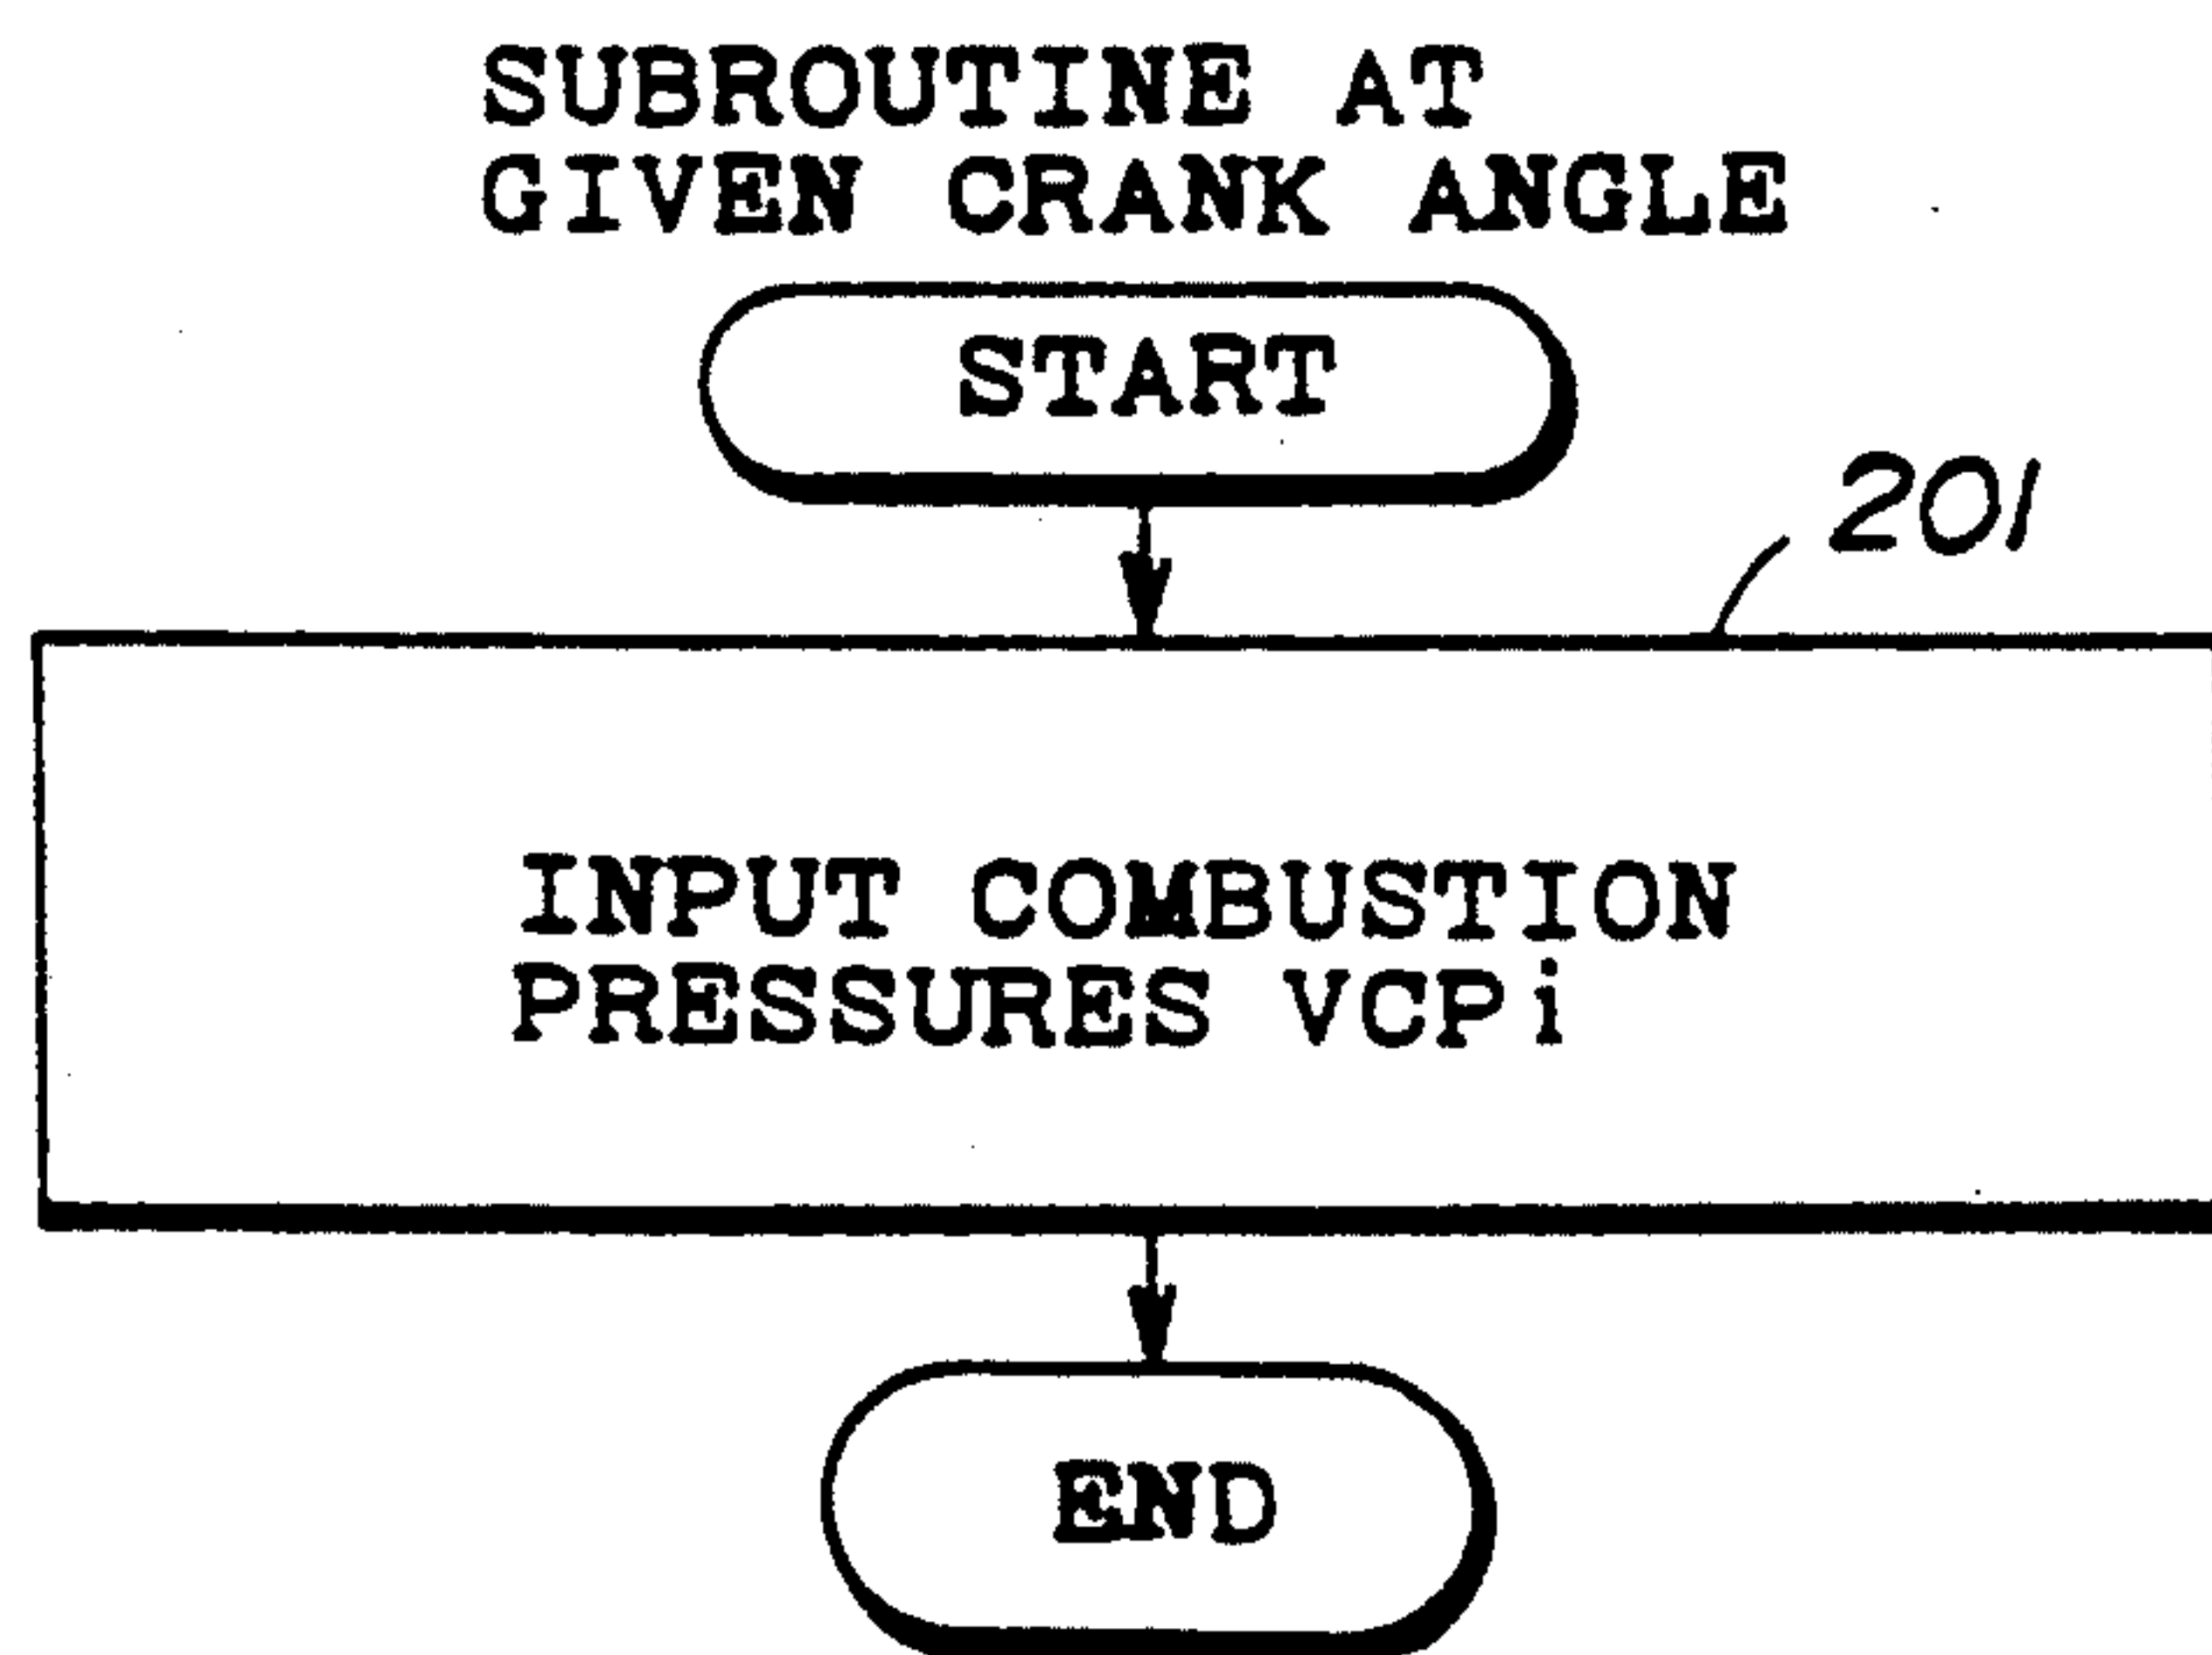 SUBROUTINE AT
GIVEN CRANK ANGLE
START
201
INPUT COMBUSTION
PRESSURES VCPi
END